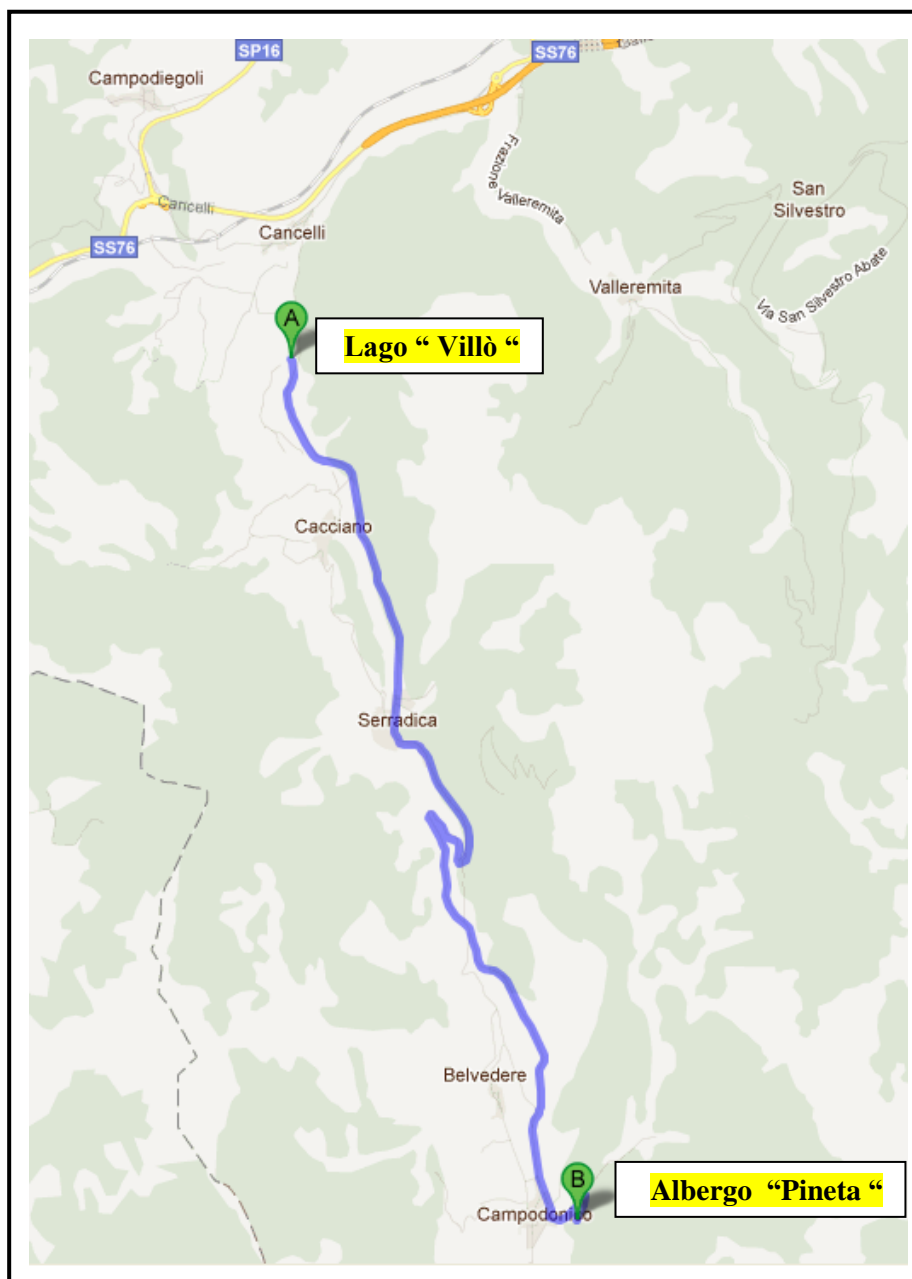 SP16
SS76
Campodiegoli
Frazione
Valleremita
San
Silvestro
Cancelli
Cancelli
SS76
Valleremita
Via San Silvestro Abate
A
Lago “ Villò “
Cacciano
Serradica
Belvedere
B
Albergo “Pineta “
Campodonico